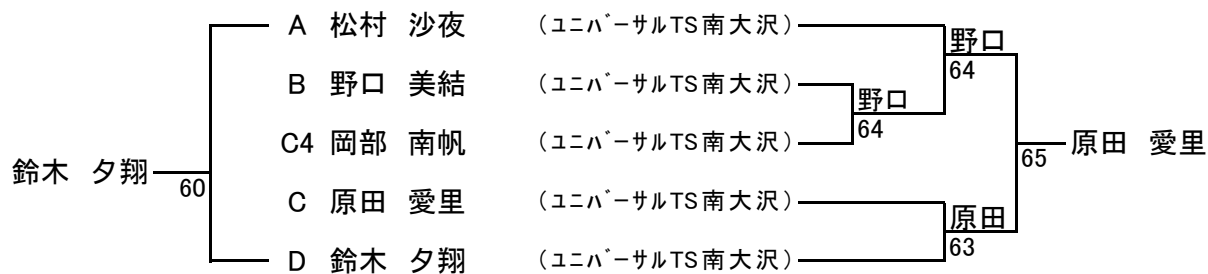 A 松村 沙夜 (ﾕﾆﾊﾞｰｻﾙTS南大沢)
野口
64
B 野口 美結 (ﾕﾆﾊﾞｰｻﾙTS南大沢)
野口
64
C4 岡部 南帆 (ﾕﾆﾊﾞｰｻﾙTS南大沢)
鈴木 夕翔
60
65
原田 愛里
C 原田 愛里 (ﾕﾆﾊﾞｰｻﾙTS南大沢)
原田
63
D 鈴木 夕翔 (ﾕﾆﾊﾞｰｻﾙTS南大沢)